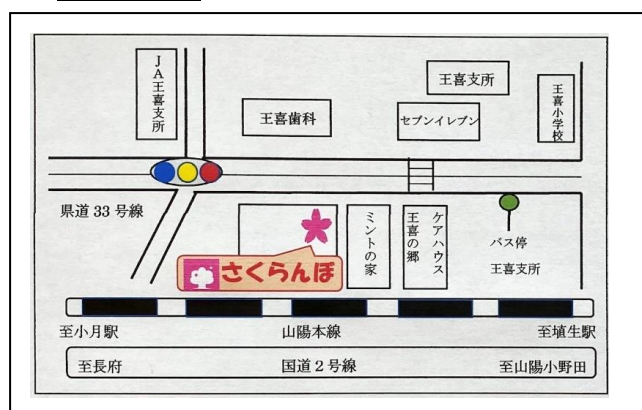 JA王喜支所
王喜歯科
王喜支所
セブンイレブン
王喜小学校
県道33号線
さくらんぼ
ミントの家
ケアハウス
王喜の郷
バス停
王喜支所
至小月駅
山陽本線
至埴生駅
至長府
国道2号線
至山陽小野田